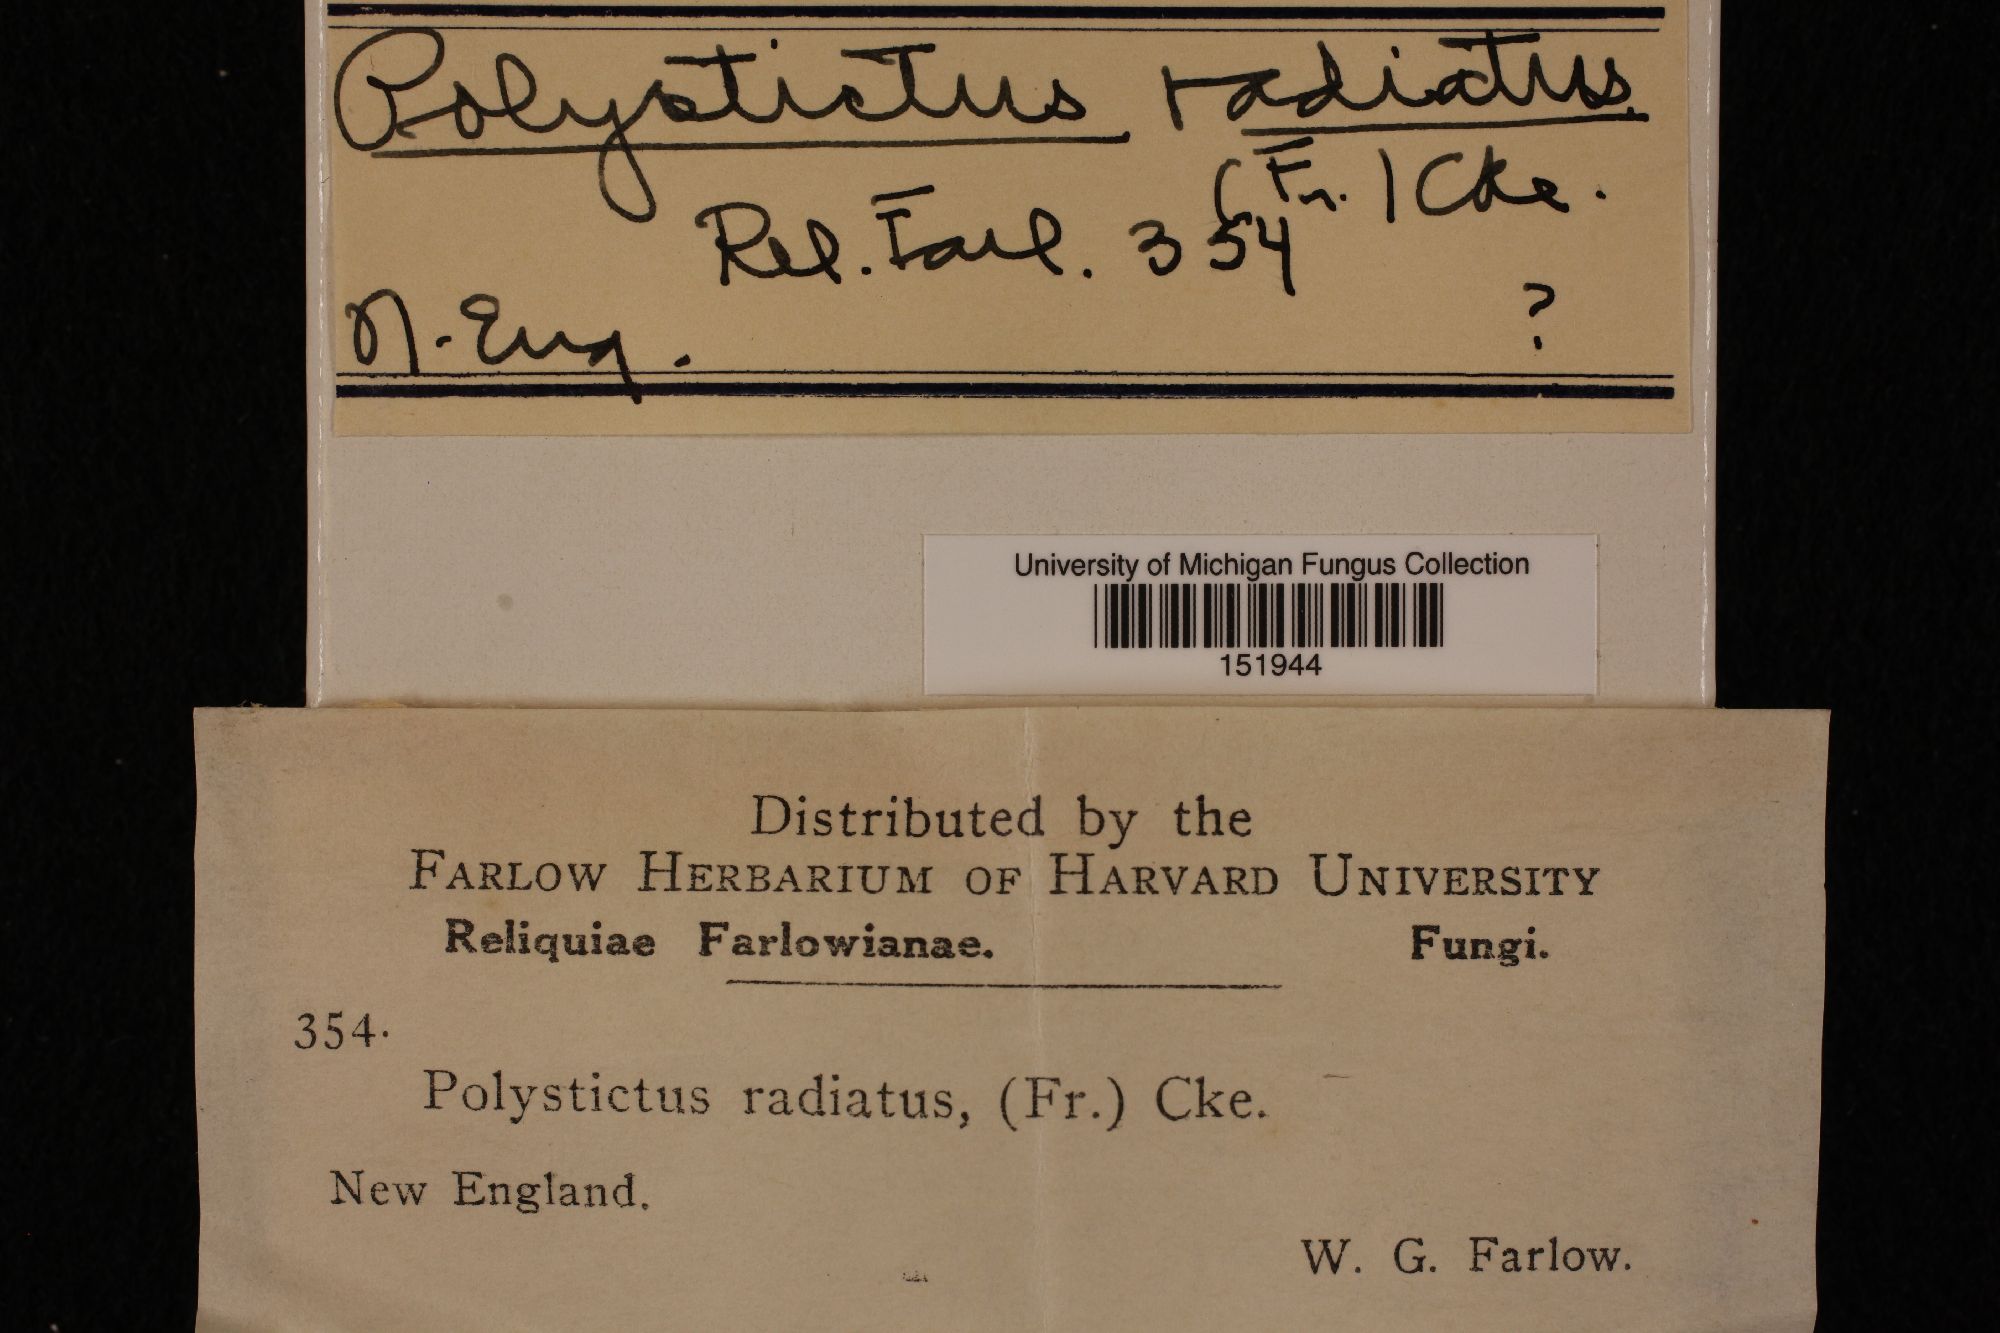 Polystictus radiatus
(Fr.) Cke.
Rel. Farl. 354
N. Eng. ?
University of Michigan Fungus Collection
151944
Distributed by the
FARLOW HERBARIUM OF HARVARD UNIVERSITY
Reliquiae Farlowianae. Fungi.
354.
Polystictus radiatus, (Fr.) Cke.
New England.
W. G. Farlow.